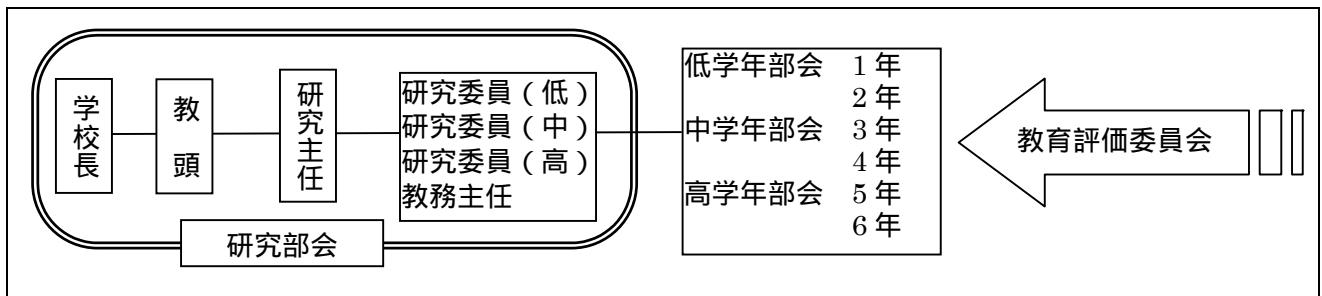 学校長
教頭
研究主任
研究委員(低)
研究委員(中)
研究委員(高)
教務主任
研究部会
低学年部会 1年
2年
中学年部会 3年
4年
高学年部会 5年
6年
教育評価委員会